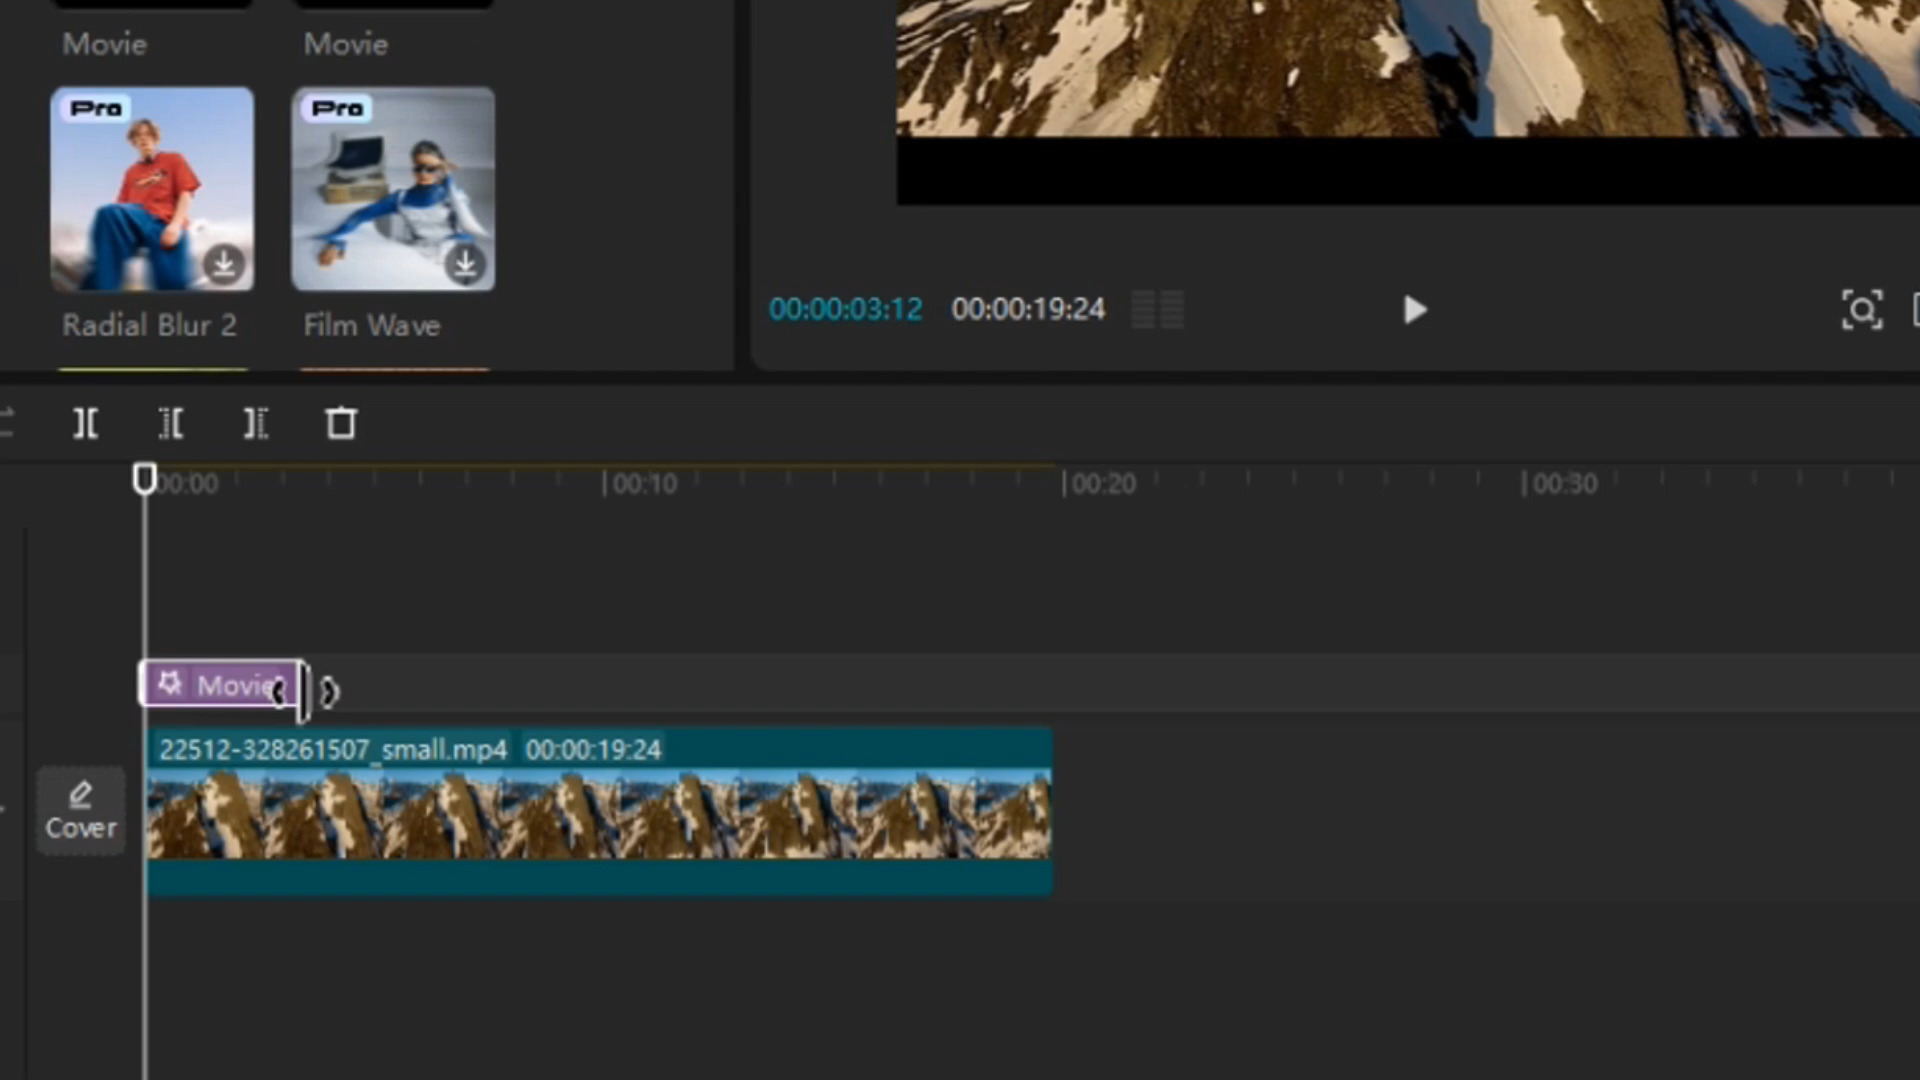 Movie
Movie
Pro
Pro
Radial Blur 2
Film Wave
00:00:03:12 00:00:19:24
00:00
00:10
00:20
00:30
Movie
22512-328261507_small.mp4 00:00:19:24
Cover